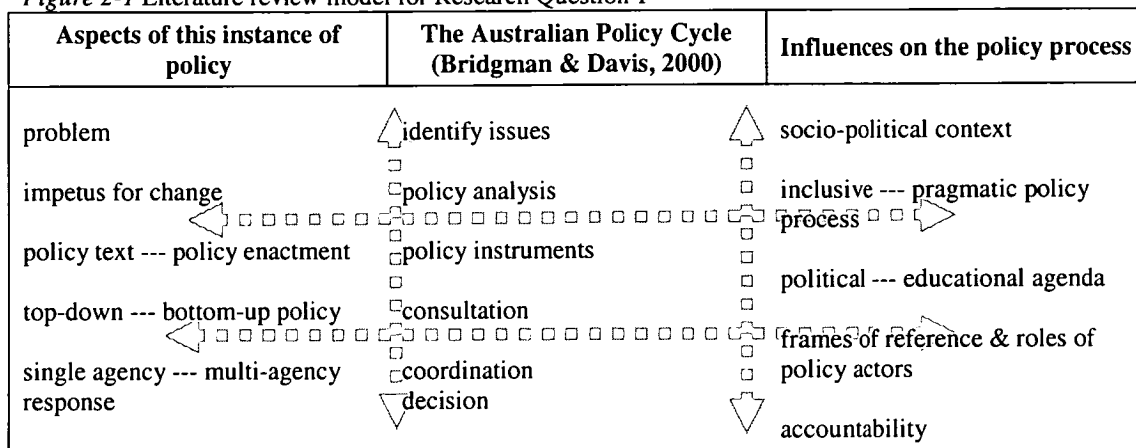 Figure 2-1 Literature review model for Research Question 1
Aspects of this instance of
policy
The Australian Policy Cycle
(Bridgman & Davis, 2000)
Influences on the policy process
problem
impetus for change
policy text --- policy enactment
top-down --- bottom-up policy
single agency --- multi-agency
response
identify issues
policy analysis
policy instruments
consultation
coordination
decision
socio-political context
inclusive --- pragmatic policy
process
political --- educational agenda
frames of reference & roles of
policy actors
accountability